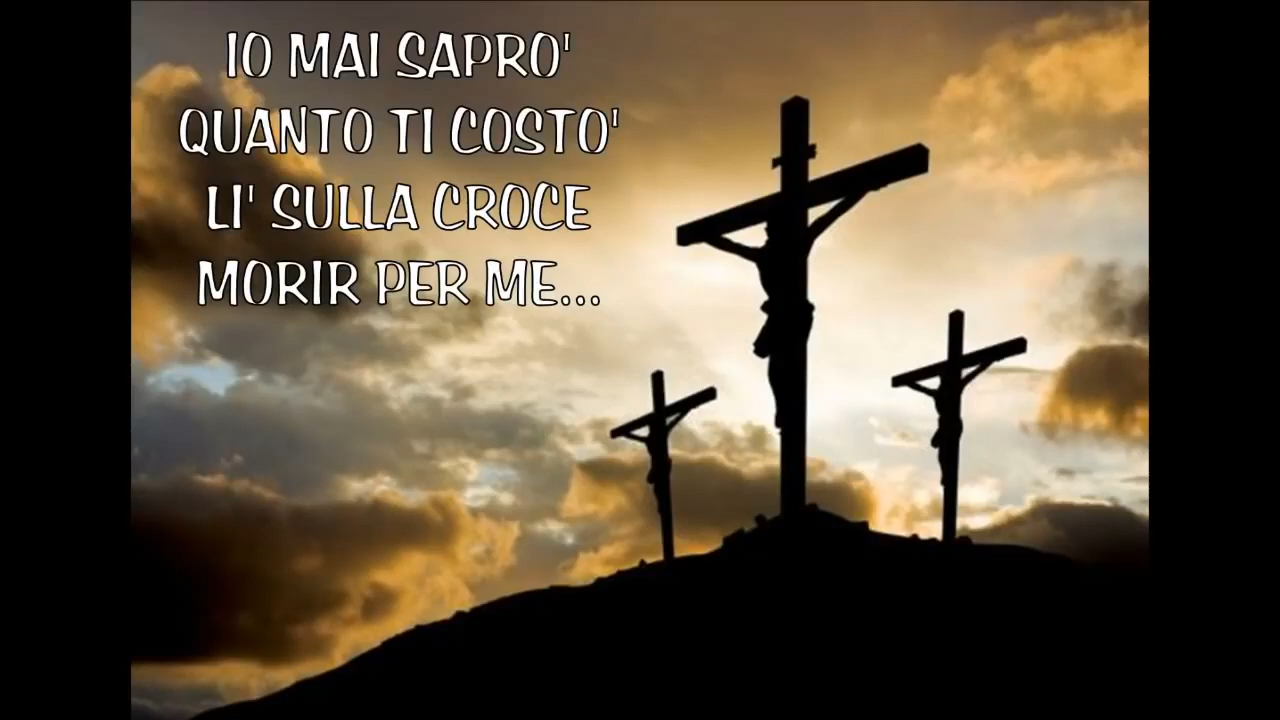 IO MAI SAPRO'
QUANTO TI COSTO'
LI' SULLA CROCE
MORIR PER ME...